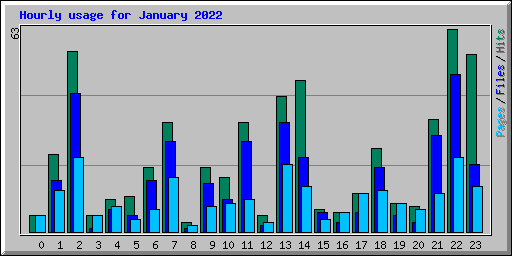 Hourly usage for January 2022
63
Pages / Files / Hits
0 1 2 3 4 5 6 7 8 9 10 11 12 13 14 15 16 17 18 19 20 21 22 23